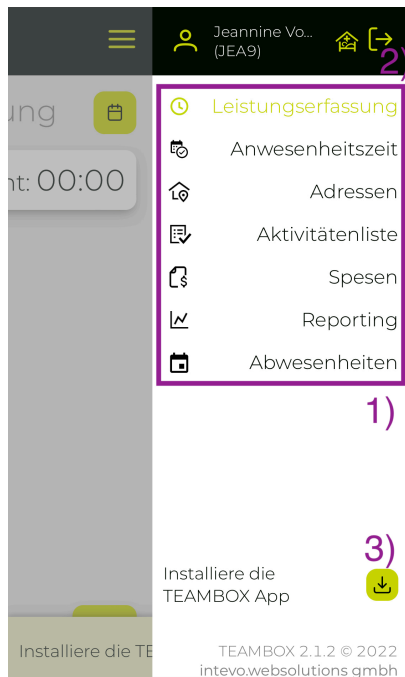 Jeannine Vo...
(JEA9)
2)
ung
Leistungserfassung
Anwesenheitszeit
nt: 00:00
Adressen
Aktivitätenliste
Spesen
Reporting
Abwesenheiten
1)
3)
Installiere die
TEAMBOX App
Installiere die TE
TEAMBOX 2.1.2 © 2022
intevo.websolutions gmbh